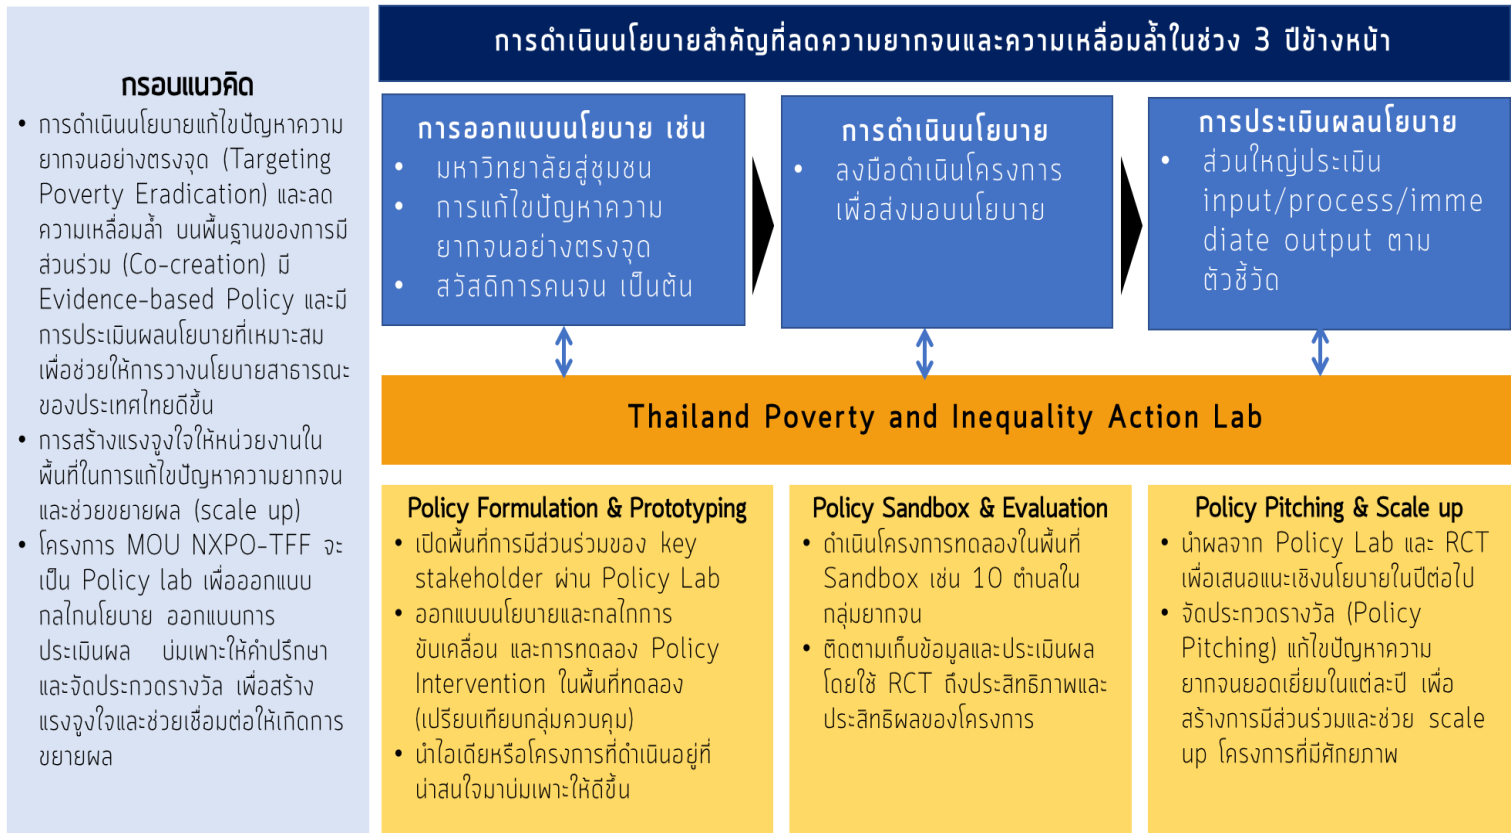 กรอบแนวคิด
• การดำเนินนโยบายแก้ไขปัญหาความ
ยากจนอย่างตรงจุด (Targeting
Poverty Eradication) และลด
ความเหลื่อมล้ำ บนพื้นฐานของการมี
ส่วนร่วม (Co-creation) มี
Evidence-based Policy และมี
การประเมินผลนโยบายที่เหมาะสม
เพื่อช่วยให้การวางนโยบายสาธารณะ
ของประเทศไทยดีขึ้น
• การสร้างแรงจูงใจให้หน่วยงานใน
พื้นที่ในการแก้ไขปัญหาความยากจน
และช่วยขยายผล (scale up)
• โครงการ MOU NXPO-TFF จะ
เป็น Policy lab เพื่อออกแบบ
กลไกนโยบาย ออกแบบการ
ประเมินผล บ่มเพาะให้คำปรึกษา
และจัดประกวดรางวัล เพื่อสร้าง
แรงจูงใจและช่วยเชื่อมต่อให้เกิดการ
ขยายผล
การดำเนินนโยบายสำคัญที่ลดความยากจนและความเหลื่อมล้ำในช่วง 3 ปีข้างหน้า
การออกแบบนโยบาย เช่น
• มหาวิทยาลัยสู่ชุมชน
• การแก้ไขปัญหาความ
ยากจนอย่างตรงจุด
• สวัสดิการคนจน เป็นต้น
การดำเนินนโยบาย
• ลงมือดำเนินโครงการ
เพื่อส่งมอบนโยบาย
การประเมินผลนโยบาย
• ส่วนใหญ่ประเมิน
input/process/imme
diate output ตาม
ตัวชี้วัด
Thailand Poverty and Inequality Action Lab
Policy Formulation & Prototyping
• เปิดพื้นที่การมีส่วนร่วมของ key
stakeholder ผ่าน Policy Lab
• ออกแบบนโยบายและกลไกการ
ขับเคลื่อน และการทดลอง Policy
Intervention ในพื้นที่ทดลอง
(เปรียบเทียบกลุ่มควบคุม)
• นำไอเดียหรือโครงการที่ดำเนินอยู่ที่
น่าสนใจมาบ่มเพาะให้ดีขึ้น
Policy Sandbox & Evaluation
• ดำเนินโครงการทดลองในพื้นที่
Sandbox เช่น 10 ตำบลใน
กลุ่มยากจน
• ติดตามเก็บข้อมูลและประเมินผล
โดยใช้ RCT ถึงประสิทธิภาพและ
ประสิทธิผลของโครงการ
Policy Pitching & Scale up
• นำผลจาก Policy Lab และ RCT
เพื่อเสนอแนะเชิงนโยบายในปีต่อไป
• จัดประกวดรางวัล (Policy
Pitching) แก้ไขปัญหาความ
ยากจนยอดเยี่ยมในแต่ละปี เพื่อ
สร้างการมีส่วนร่วมและช่วย scale
up โครงการที่มีศักยภาพ